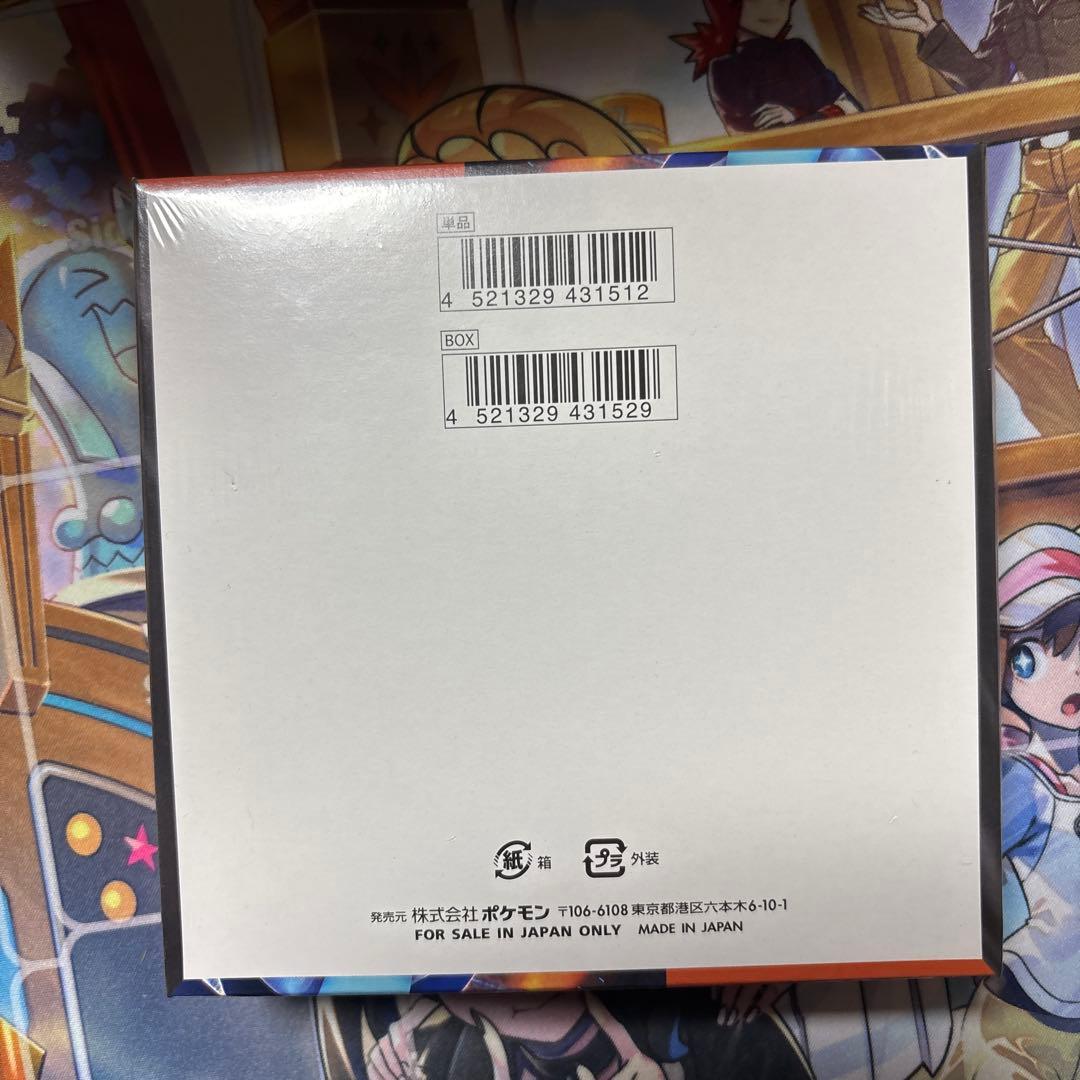 単品
4 521329 431512
BOX
4 521329 431529
紙 箱 プラ 外装
発売元 株式会社 ポケモン 〒106-6108 東京都港区六本木6-10-1
FOR SALE IN JAPAN ONLY MADE IN JAPAN